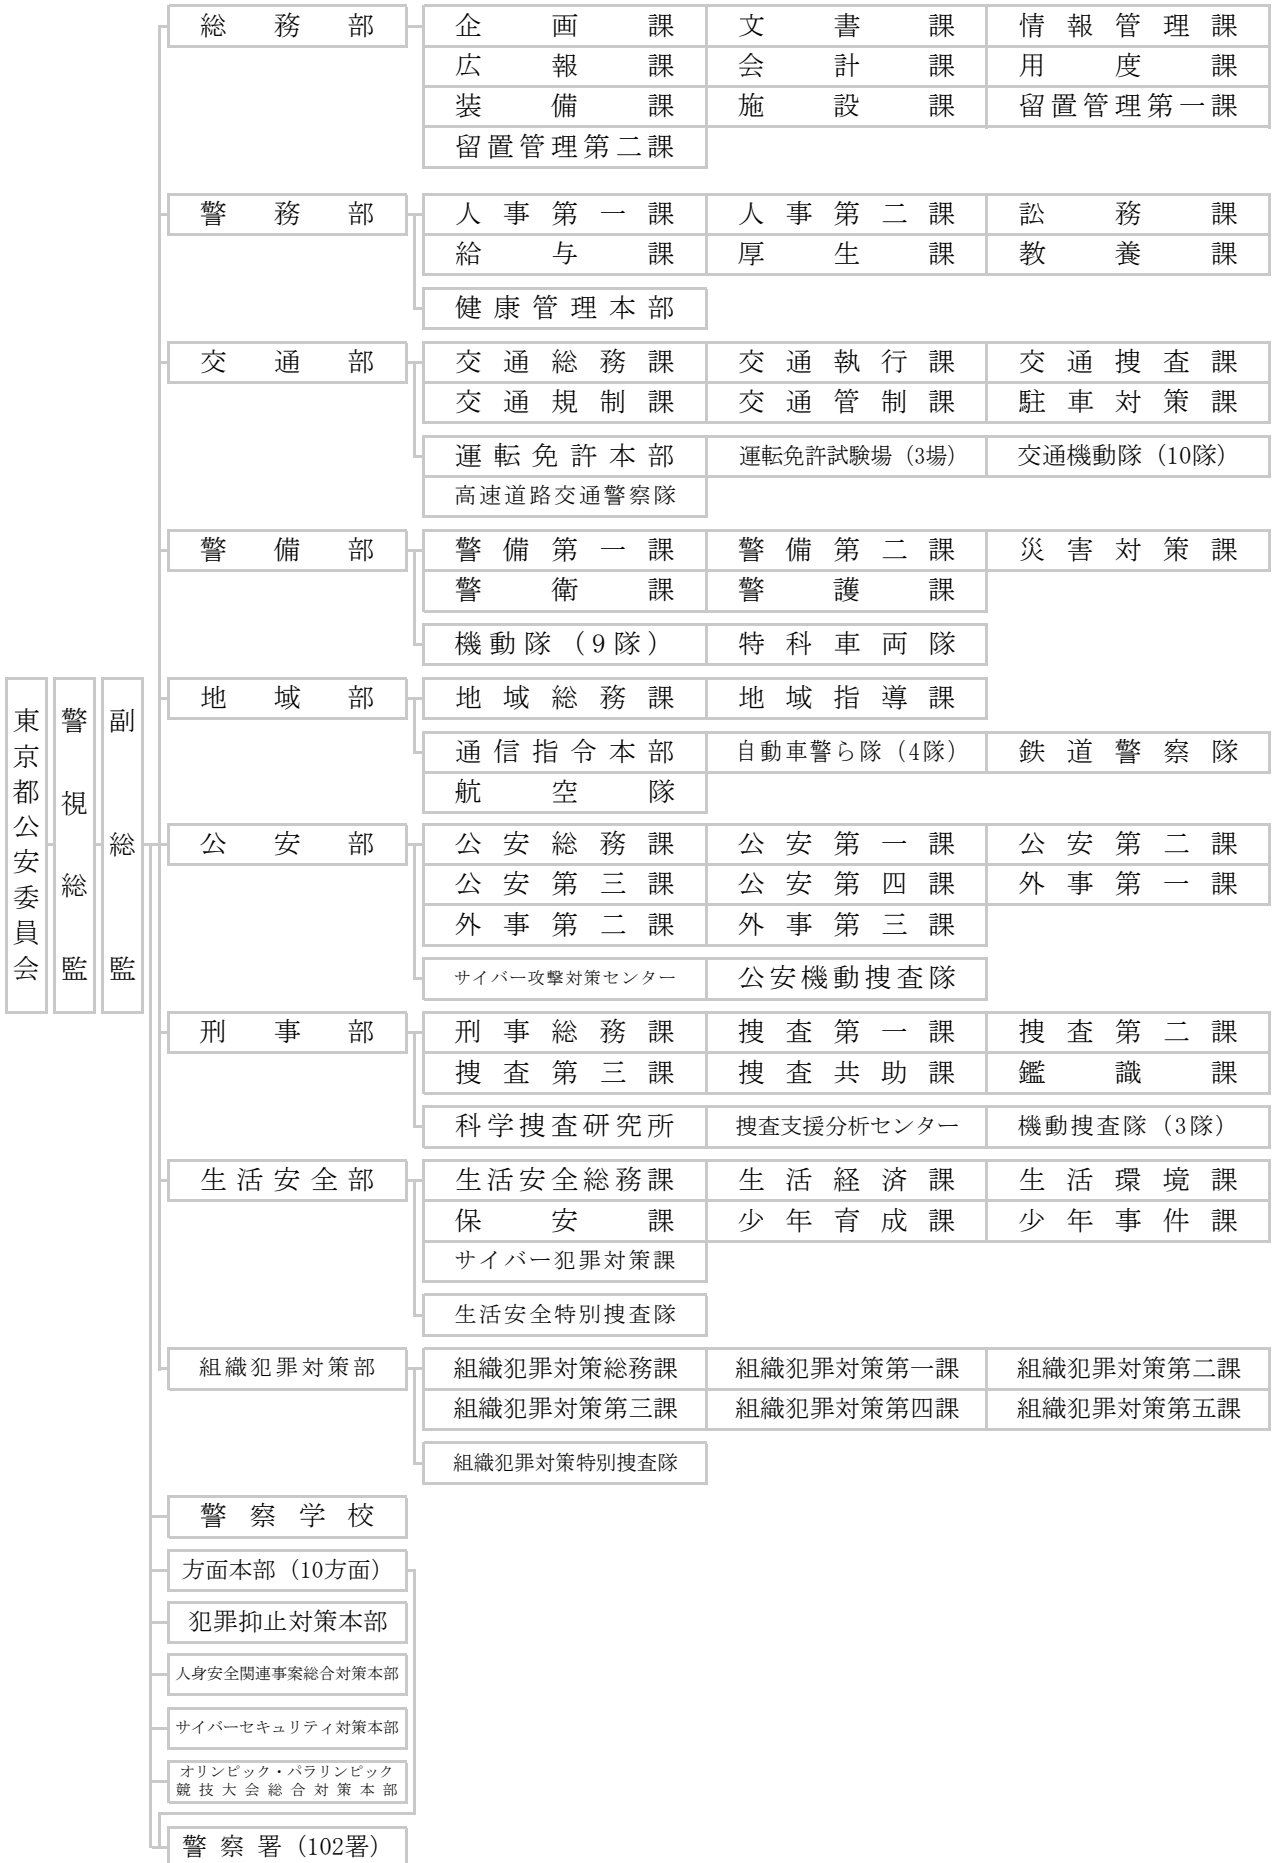 東京都公安委員会
警視総監
副総監
総務部
企画課 文書課 情報管理課
広報課 会計課 用度課
装備課 施設課 留置管理第一課
留置管理第二課
警務部
人事第一課 人事第二課 訟務課
給与課 厚生課 教養課
健康管理本部
交通部
交通総務課 交通執行課 交通捜査課
交通規制課 交通管制課 駐車対策課
運転免許本部 運転免許試験場（3場） 交通機動隊（10隊）
高速道路交通警察隊
警備部
警備第一課 警備第二課 災害対策課
警衛課 警護課
機動隊（9隊） 特科車両隊
地域部
地域総務課 地域指導課
通信指令本部 自動車警ら隊（4隊） 鉄道警察隊
航空隊
公安部
公安総務課 公安第一課 公安第二課
公安第三課 公安第四課 外事第一課
外事第二課 外事第三課
サイバー攻撃対策センター 公安機動捜査隊
刑事部
刑事総務課 捜査第一課 捜査第二課
捜査第三課 捜査共助課 鑑識課
科学捜査研究所 捜査支援分析センター 機動捜査隊（3隊）
生活安全部
生活安全総務課 生活経済課 生活環境課
保安課 少年育成課 少年事件課
サイバー犯罪対策課
生活安全特別捜査隊
組織犯罪対策部
組織犯罪対策総務課 組織犯罪対策第一課 組織犯罪対策第二課
組織犯罪対策第三課 組織犯罪対策第四課 組織犯罪対策第五課
組織犯罪対策特別捜査隊
警察学校
方面本部（10方面）
犯罪抑止対策本部
人身安全関連事案総合対策本部
サイバーセキュリティ対策本部
オリンピック・パラリンピック
競技大会総合対策本部
警察署（102署）